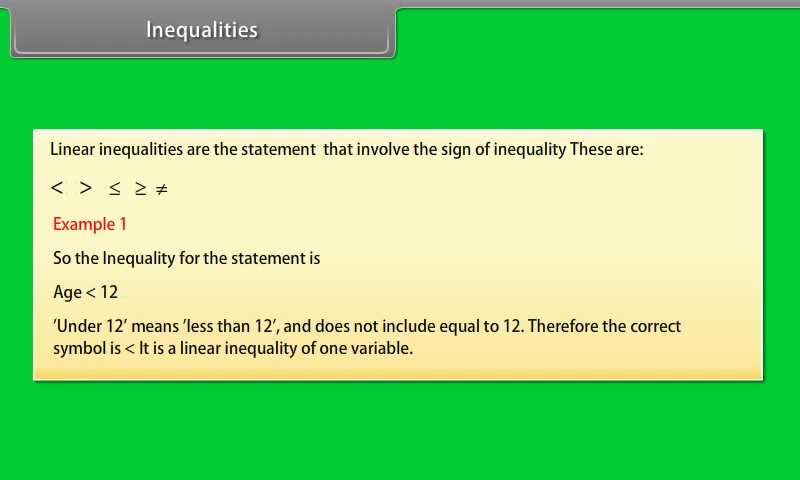 Inequalities
Linear inequalities are the statement that involve the sign of inequality These are:
< > ≤ ≥ ≠
Example 1
So the Inequality for the statement is
Age < 12
'Under 12' means 'less than 12', and does not include equal to 12. Therefore the correct
symbol is < It is a linear inequality of one variable.